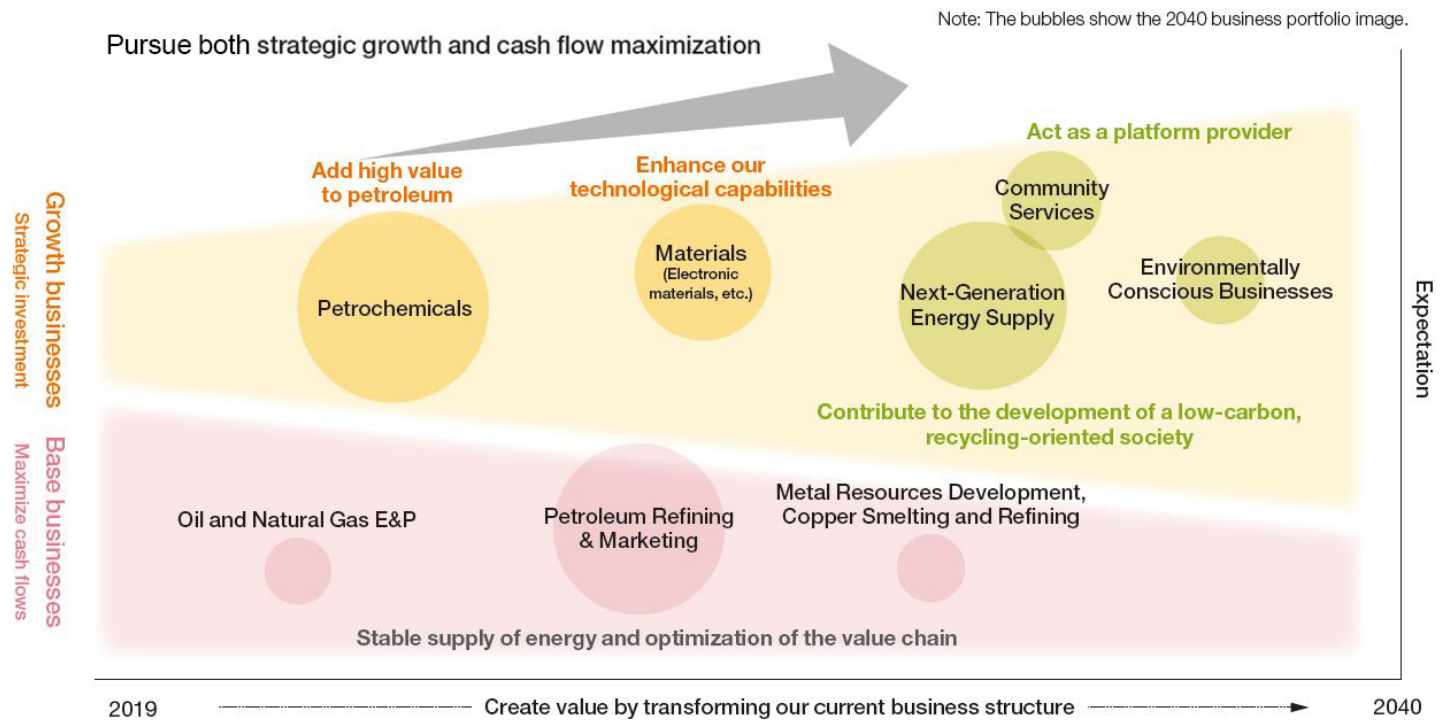 Note: The bubbles show the 2040 business portfolio image.
Pursue both strategic growth and cash flow maximization
Act as a platform provider
Add high value
to petroleum
Enhance our
technological capabilities
Community
Services
Growth businesses
Strategic investment
Petrochemicals
Materials
(Electronic
materials, etc.)
Next-Generation
Energy Supply
Environmentally
Conscious Businesses
Expectation
Contribute to the development of a low-carbon,
recycling-oriented society
Base businesses
Maximize cash flows
Oil and Natural Gas E&P
Petroleum Refining
& Marketing
Metal Resources Development,
Copper Smelting and Refining
Stable supply of energy and optimization of the value chain
2019
Create value by transforming our current business structure
2040